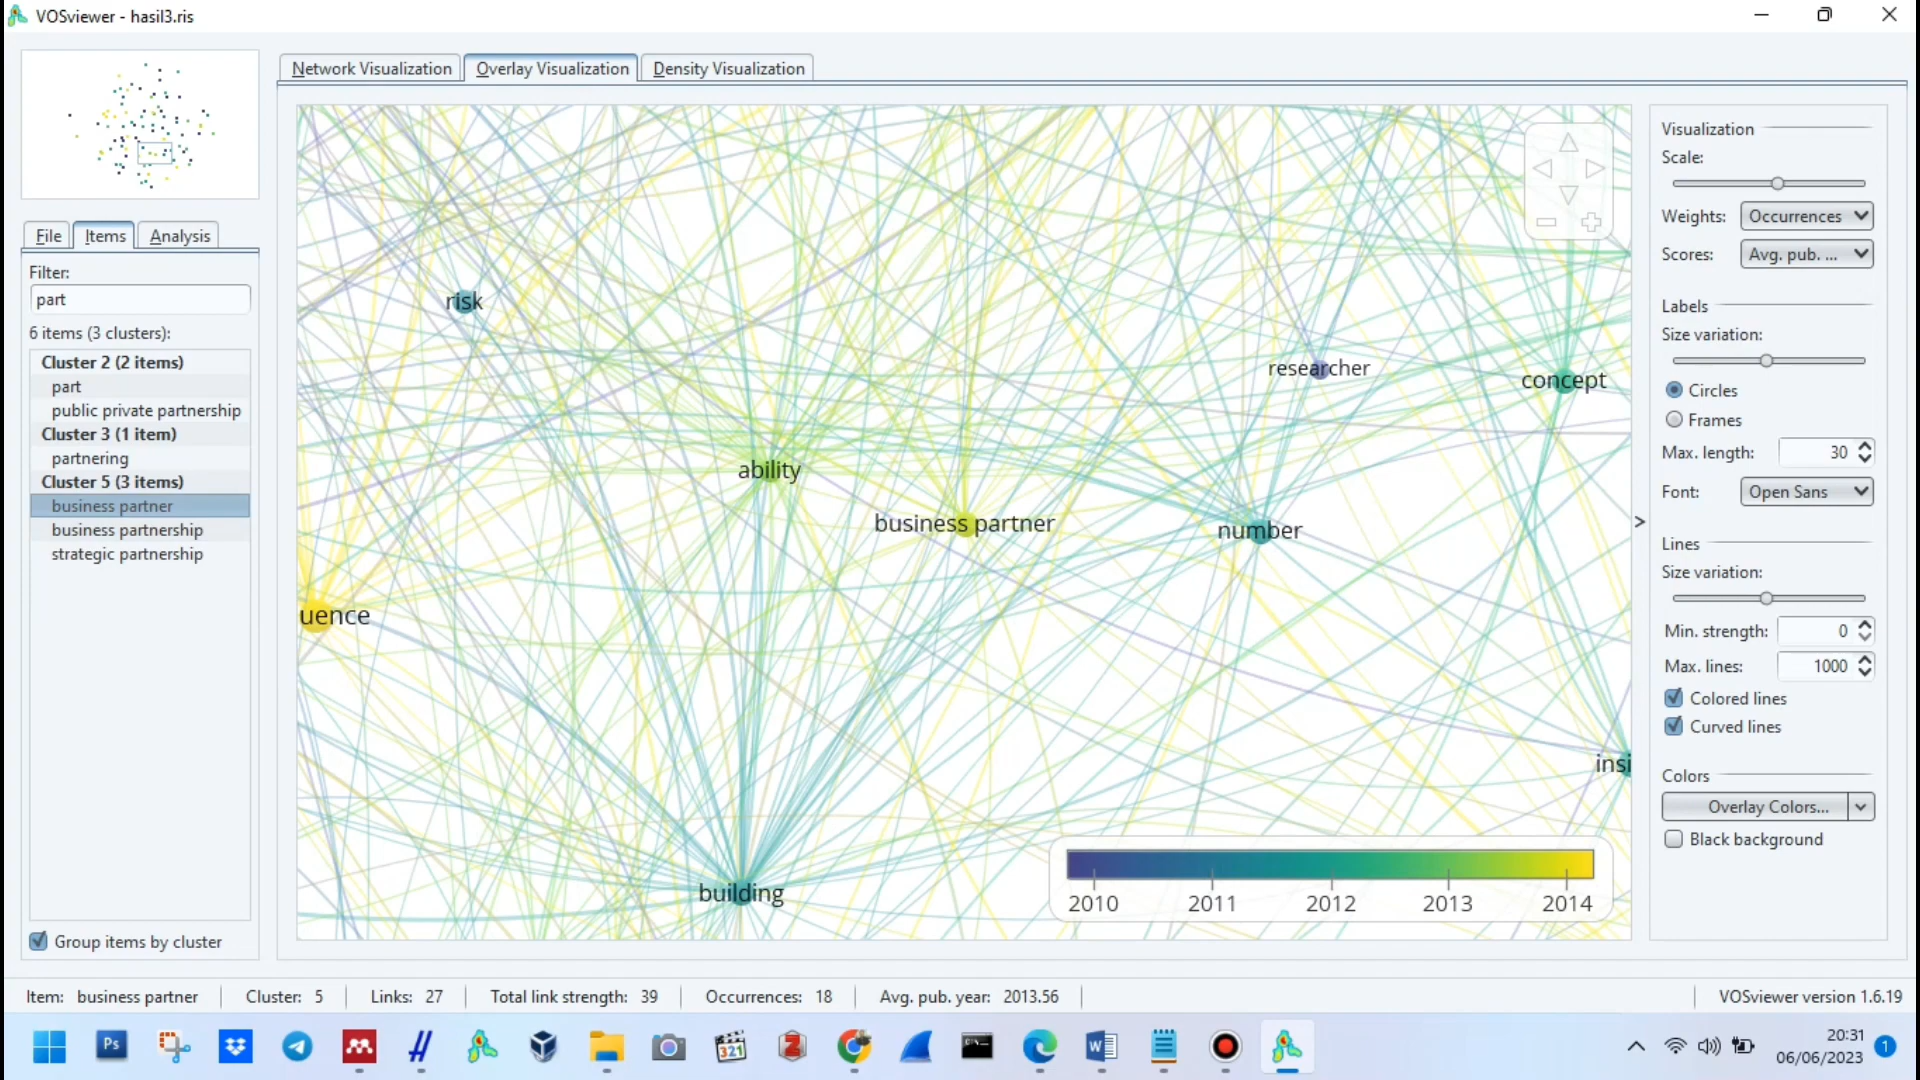 VOSviewer - hasil3.ris
Network Visualization
Overlay Visualization
Density Visualization
File
Items
Analysis
Filter:
part
6 items (3 clusters):
Cluster 2 (2 items)
part
public private partnership
Cluster 3 (1 item)
partnering
Cluster 5 (3 items)
business partner
business partnership
strategic partnership
Group items by cluster
risk
researcher
concept
ability
business partner
number
uence
insi
building
2010 2011 2012 2013 2014
>
Visualization
Scale:
Weights: Occurrences
Scores: Avg. pub. ...
Labels
Size variation:
Circles
Frames
Max. length: 30
Font: Open Sans
Lines
Size variation:
Min. strength: 0
Max. lines: 1000
Colored lines
Curved lines
Colors
Overlay Colors...
Black background
Item: business partner Cluster: 5 Links: 27 Total link strength: 39 Occurrences: 18 Avg. pub. year: 2013.56 VOSviewer version 1.6.19
Ps
321
20:31
06/06/2023
1